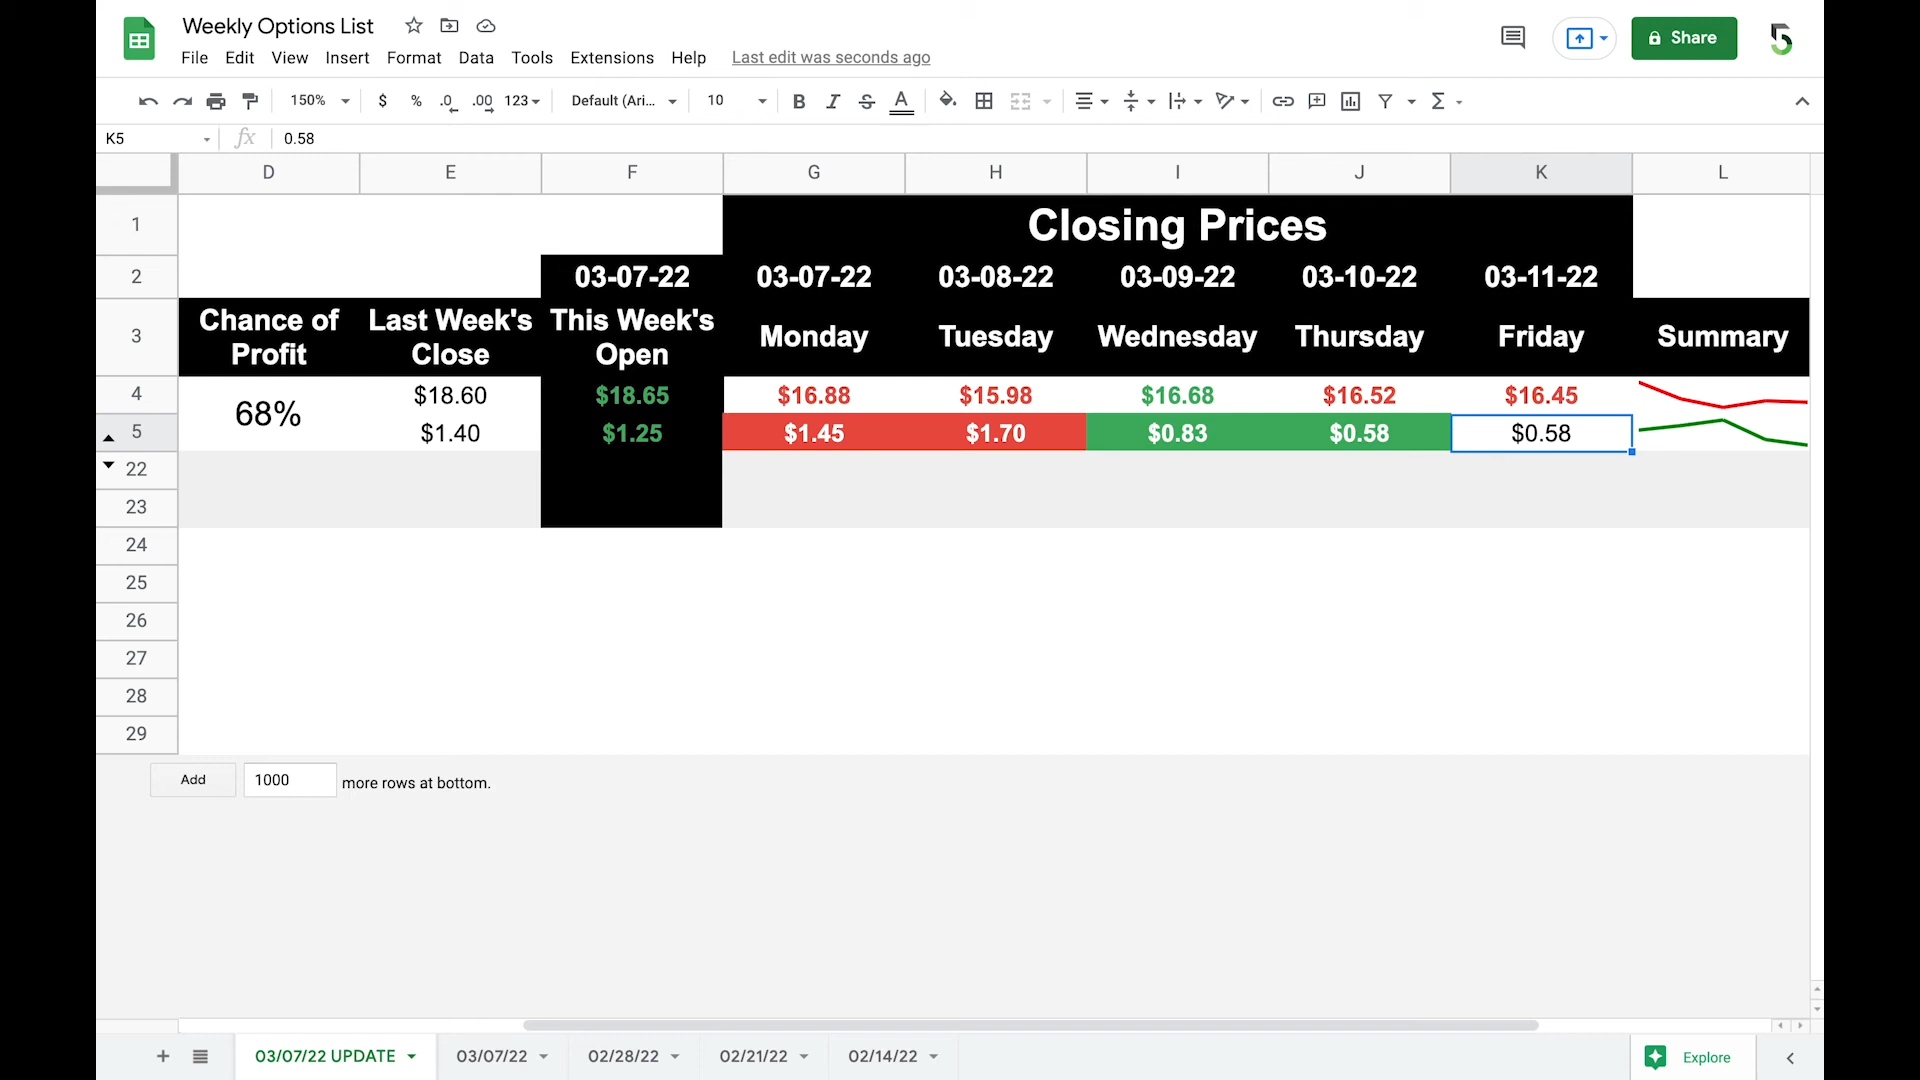 Weekly Options List
File Edit View Insert Format Data Tools Extensions Help Last edit was seconds ago
Share
150% $ % .0 .00 123 Default (Ari... 10 B I S A Σ
K5 fx 0.58
D E F G H I J K L
1 Closing Prices
2 03-07-22 03-07-22 03-08-22 03-09-22 03-10-22 03-11-22
3 Chance of Profit Last Week's Close This Week's Open Monday Tuesday Wednesday Thursday Friday Summary
4 $18.60 $18.65 $16.88 $15.98 $16.68 $16.52 $16.45
68%
5 $1.40 $1.25 $1.45 $1.70 $0.83 $0.58 $0.58
22
23
24
25
26
27
28
29
Add 1000 more rows at bottom.
03/07/22 UPDATE 03/07/22 02/28/22 02/21/22 02/14/22 Explore